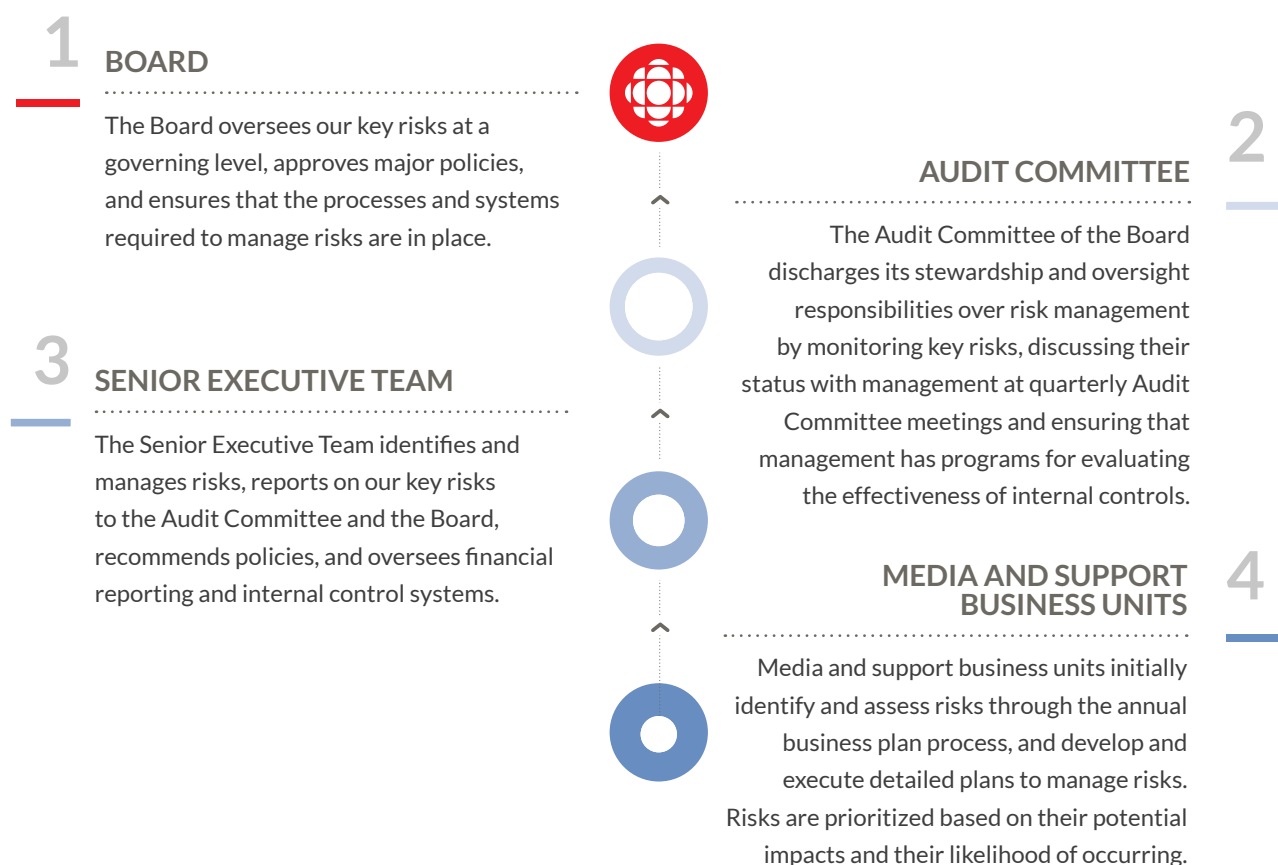 1
BOARD
The Board oversees our key risks at a
governing level, approves major policies,
and ensures that the processes and systems
required to manage risks are in place.
2
AUDIT COMMITTEE
The Audit Committee of the Board
discharges its stewardship and oversight
responsibilities over risk management
by monitoring key risks, discussing their
status with management at quarterly Audit
Committee meetings and ensuring that
management has programs for evaluating
the effectiveness of internal controls.
3
SENIOR EXECUTIVE TEAM
The Senior Executive Team identifies and
manages risks, reports on our key risks
to the Audit Committee and the Board,
recommends policies, and oversees financial
reporting and internal control systems.
4
MEDIA AND SUPPORT
BUSINESS UNITS
Media and support business units initially
identify and assess risks through the annual
business plan process, and develop and
execute detailed plans to manage risks.
Risks are prioritized based on their potential
impacts and their likelihood of occurring.